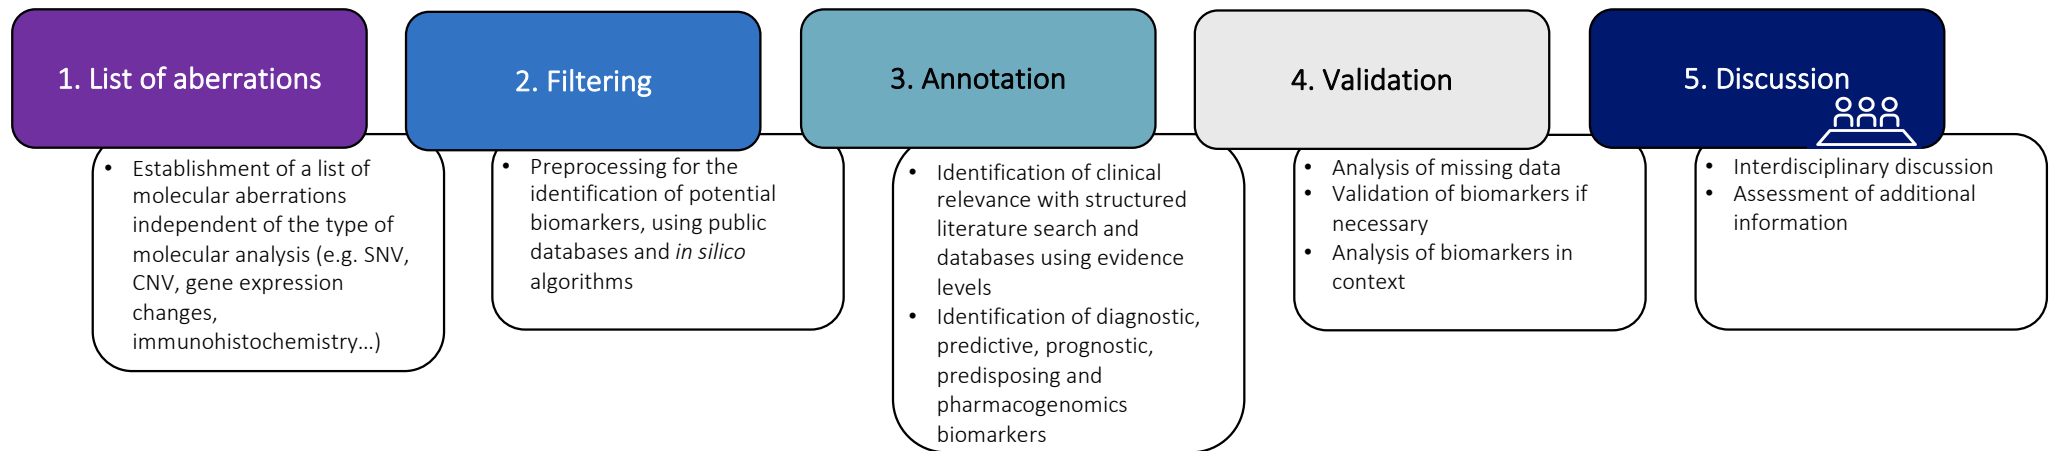 1. List of aberrations
• Establishment of a list of
molecular aberrations
independent of the type of
molecular analysis (e.g. SNV,
CNV, gene expression
changes,
immunohistochemistry…)
2. Filtering
• Preprocessing for the
identification of potential
biomarkers, using public
databases and in silico
algorithms
3. Annotation
• Identification of clinical
relevance with structured
literature search and
databases using evidence
levels
• Identification of diagnostic,
predictive, prognostic,
predisposing and
pharmacogenomics
biomarkers
4. Validation
• Analysis of missing data
• Validation of biomarkers if
necessary
• Analysis of biomarkers in
context
5. Discussion
• Interdisciplinary discussion
• Assessment of additional
information